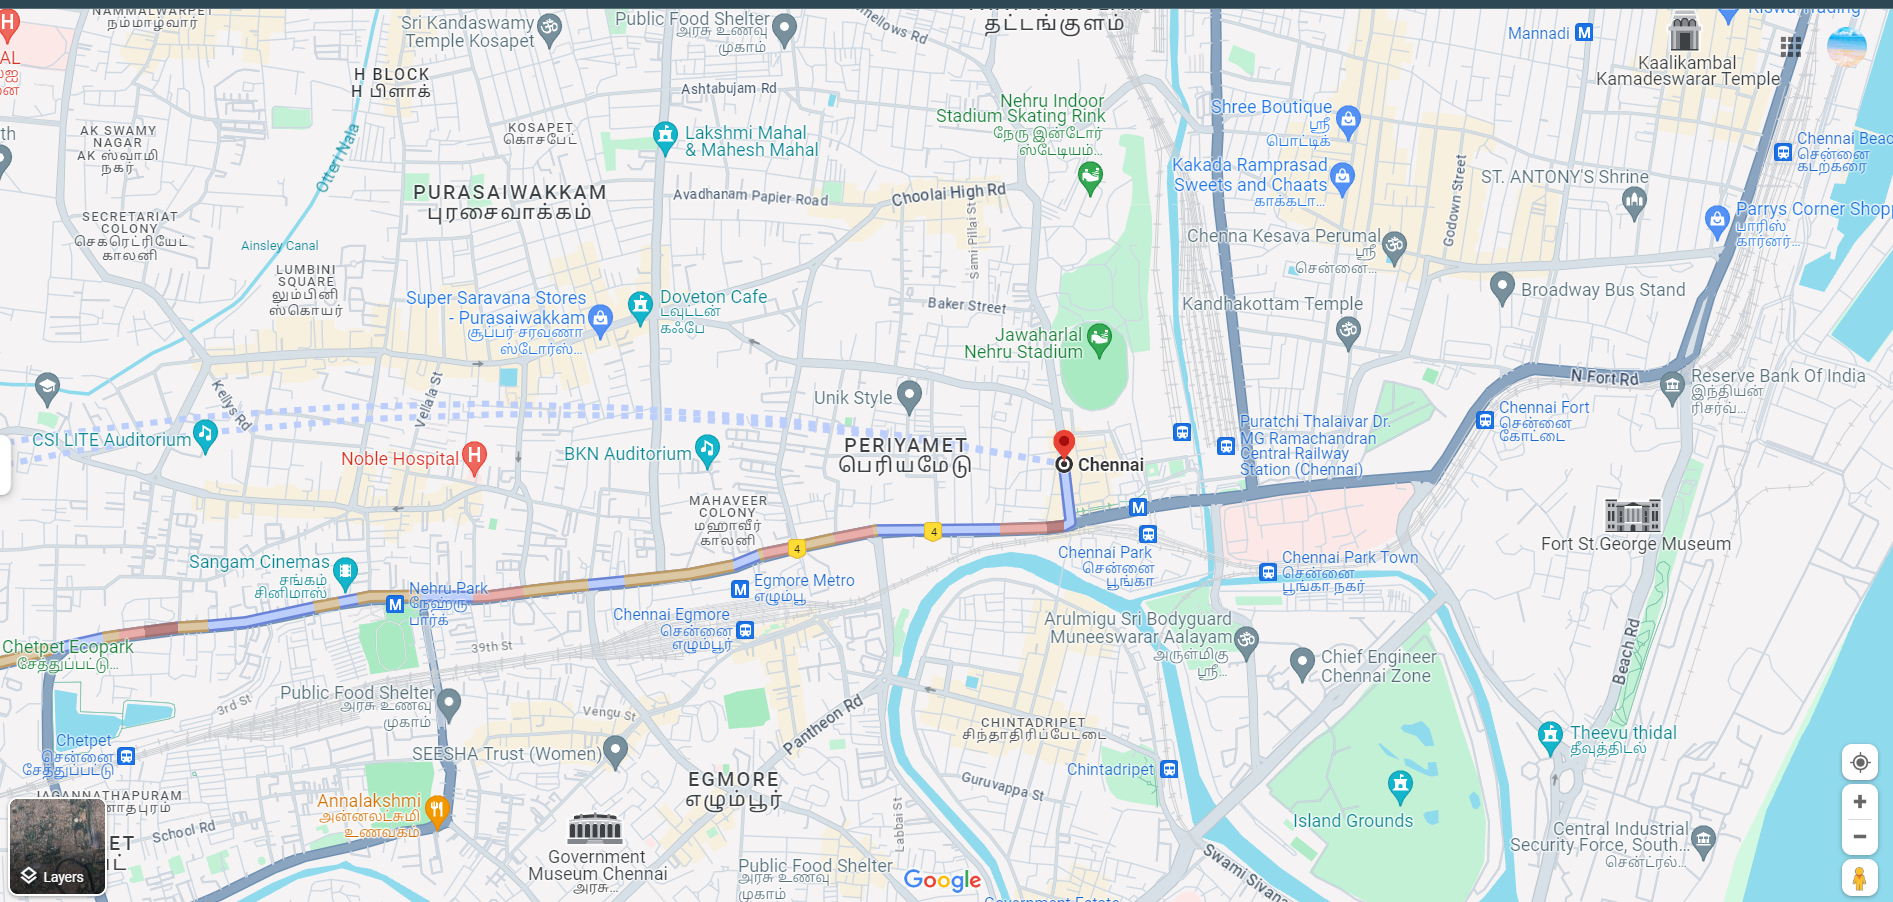 NAMMALWARPET
நம்மாழ்வார்
Sri Kandaswamy
Temple Kosapet
Public Food Shelter
அரசு உணவு
முகாம்
தட்டங்குளம்
Mannadi
Kaalikambal
Kamadeswarar Temple
H BLOCK
H பிளாக்
Ashtabujam Rd
Nehru Indoor
Stadium Skating Rink
நேரு இன்டோர்
ஸ்டேடியம்...
Shree Boutique
ஸ்ரீ
பொட்டிக்
AK SWAMY
NAGAR
AK ஸ்வாமி
நகர்
Otteri Nala
KOSAPET
கொசபேட்
Lakshmi Mahal
& Mahesh Mahal
Chennai Beac
சென்னை
கடற்கரை
Kakada Ramprasad
Sweets and Chaats
காக்கடா...
ST. ANTONY'S Shrine
Godown Street
PURASAIWAKKAM
புரசைவாக்கம்
Avadhanam Papier Road
Choolai High Rd
Sami Pillai St
Parrys Corner Shopp
பாரிஸ்
கார்னர்...
SECRETARIAT
COLONY
செகரெட்ரியேட்
காலனி
Ainsley Canal
Chenna Kesava Perumal
ஸ்ரீ
சென்னை...
LUMBINI
SQUARE
லும்பினி
ஸ்கொயர்
Super Saravana Stores
- Purasaiwakkam
சூப்பர் சரவணா
ஸ்டோர்ஸ்...
Doveton Cafe
டவுட்டன்
கஃபே
Baker Street
Kandhakottam Temple
Broadway Bus Stand
Jawaharlal
Nehru Stadium
Kellys Rd
Vellala St
Unik Style
N Fort Rd
Reserve Bank Of India
இந்தியன
ரிசர்வ்...
Chennai Fort
சென்னை
கோட்டை
CSI LITE Auditorium
Noble Hospital
BKN Auditorium
PERIYAMET
பெரியமேடு
Chennai
Puratchi Thalaivar Dr.
MG Ramachandran
Central Railway
Station (Chennai)
MAHAVEER
COLONY
மஹாவீர்
காலனி
4
4
Fort St.George Museum
Sangam Cinemas
சங்கம்
சினிமாஸ்
Nehru Park
நேஹரு
பார்க்
Egmore Metro
எழும்பூ
Chennai Park
சென்னை
பூங்கா
Chennai Park Town
சென்னை
பூங்கா நகர்
Chennai Egmore
சென்னை
எழும்பூர்
Arulmigu Sri Bodyguard
Muneeswarar Aalayam
அருள்மிகு
ஸ்ரீ...
Chetpet Ecopark
சேத்துப்பட்டு...
39th St
Chief Engineer
Chennai Zone
Beach Rd
Public Food Shelter
அரசு உணவு
முகாம்
3rd St
Vengu St
Pantheon Rd
CHINTADRIPET
சிந்தாதிரிப்பேட்டை
Theevu thidal
தீவுத்திடல்
Chetpet
சென்னை
சேத்துப்பட்டு
SEESHA Trust (Women)
EGMORE
எழும்பூர்
Chintadripet
Guruvappa St
JAGANNATHAPURAM
Annalakshmi
அன்னலட்சுமி
உணவகம்
School Rd
Labbai St
Island Grounds
Central Industrial
Security Force, South...
சென்ட்ரல்...
Government
Museum Chennai
அரசு...
Public Food Shelter
அரசு உணவு
முகாம்
Swamy Sivan
Layers
Google